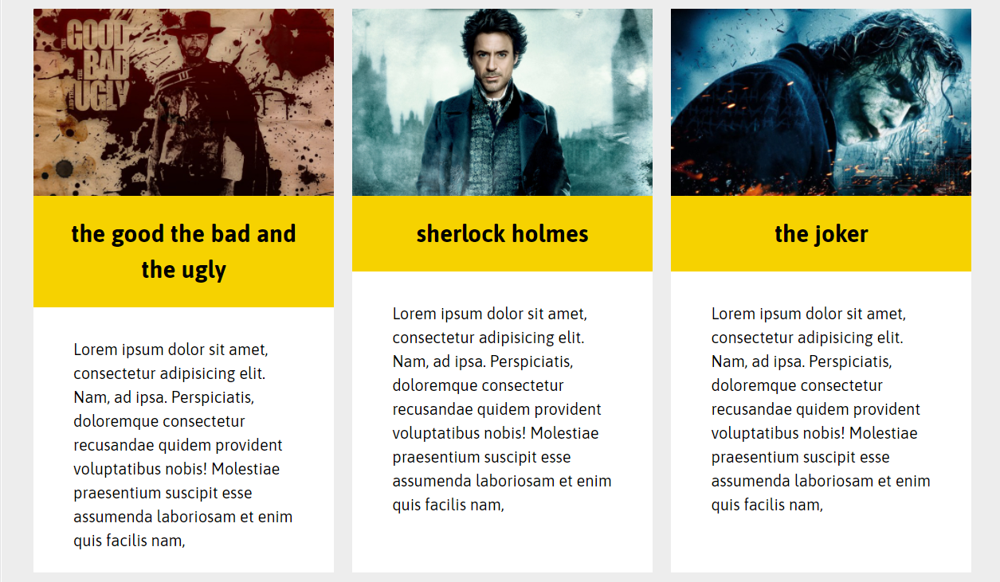 THE GOOD
THE BAD
AND THE UGLY
the good the bad and
the ugly
Lorem ipsum dolor sit amet,
consectetur adipisicing elit.
Nam, ad ipsa. Perspiciatis,
doloremque consectetur
recusandae quidem provident
voluptatibus nobis! Molestiae
praesentium suscipit esse
assumenda laboriosam et enim
quis facilis nam,
sherlock holmes
Lorem ipsum dolor sit amet,
consectetur adipisicing elit.
Nam, ad ipsa. Perspiciatis,
doloremque consectetur
recusandae quidem provident
voluptatibus nobis! Molestiae
praesentium suscipit esse
assumenda laboriosam et enim
quis facilis nam,
the joker
Lorem ipsum dolor sit amet,
consectetur adipisicing elit.
Nam, ad ipsa. Perspiciatis,
doloremque consectetur
recusandae quidem provident
voluptatibus nobis! Molestiae
praesentium suscipit esse
assumenda laboriosam et enim
quis facilis nam,